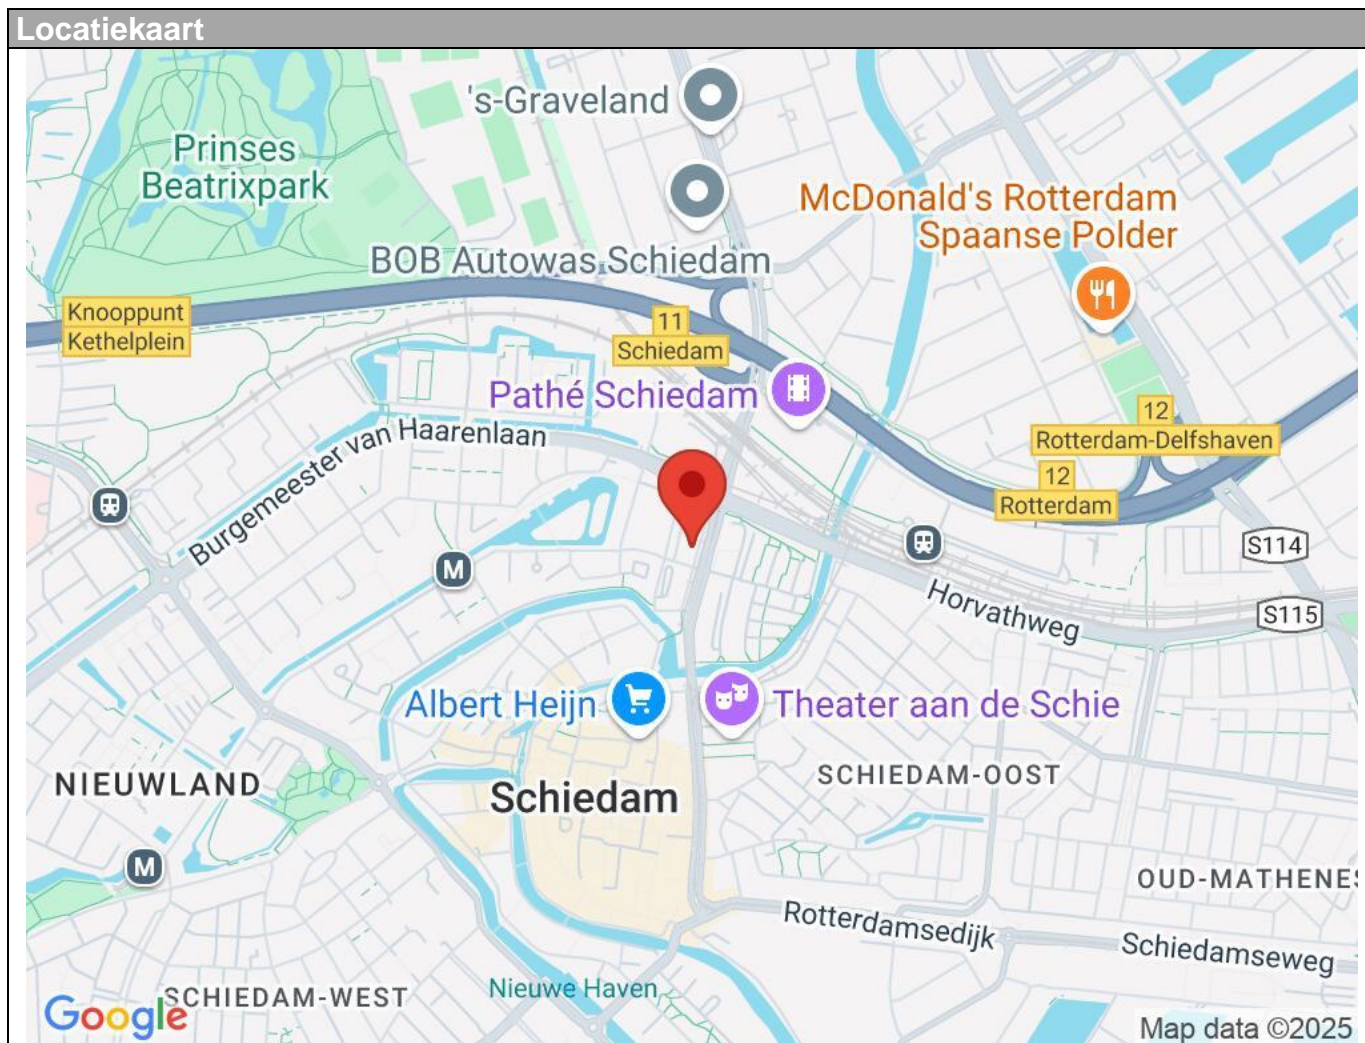 Locatiekaart
's-Graveland
Prinses
Beatrixpark
McDonald's Rotterdam
Spaanse Polder
BOB Autowas Schiedam
Knooppunt
Kethelplein
11
Schiedam
Pathé Schiedam
12
Rotterdam-Delfshaven
12
Rotterdam
Burgemeester van Haarenlaan
S114
M
Horvathweg
S115
Albert Heijn
Theater aan de Schie
NIEUWLAND
Schiedam
SCHIEDAM-OOST
M
OUD-MATHENES
Rotterdamsedijk
Schiedamseweg
Nieuwe Haven
SCHIEDAM-WEST
Google
Map data ©2025